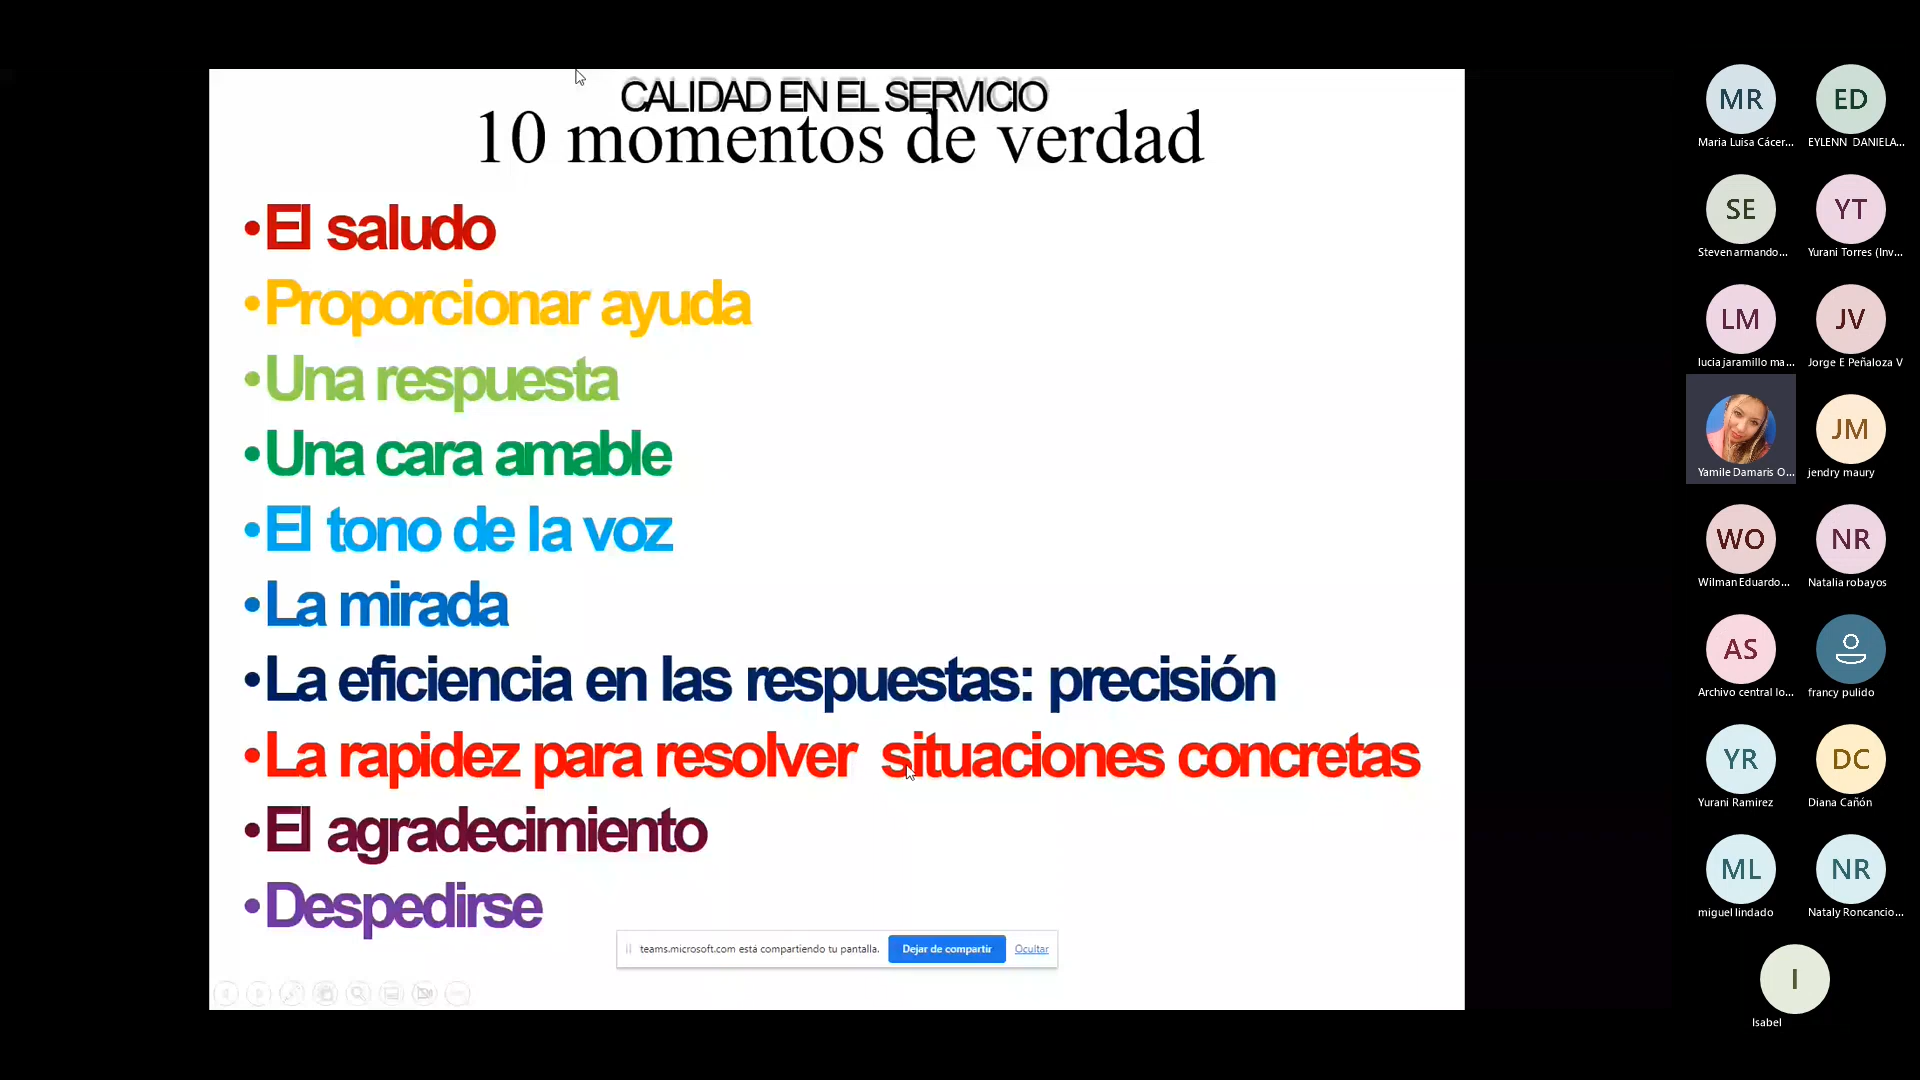 CALIDAD EN EL SERVICIO
10 momentos de verdad
•El saludo
•Proporcionar ayuda
•Una respuesta
•Una cara amable
•El tono de la voz
•La mirada
•La eficiencia en las respuestas: precisión
•La rapidez para resolver situaciones concretas
•El agradecimiento
•Despedirse
teams.microsoft.com está compartiendo tu pantalla. Dejar de compartir Ocultar
MR ED
Maria Luisa Cácer... EYLENN DANIELA...
SE YT
Steven armando... Yurani Torres (Inv...
LM JV
lucia jaramillo ma... Jorge E Peñaloza V
JM
Yamile Damaris O... jendry maury
WO NR
Wilman Eduardo... Natalia robayos
AS
Archivo central lo... francy pulido
YR DC
Yurani Ramirez Diana Cañón
ML NR
miguel lindado Nataly Roncancio...
I
Isabel